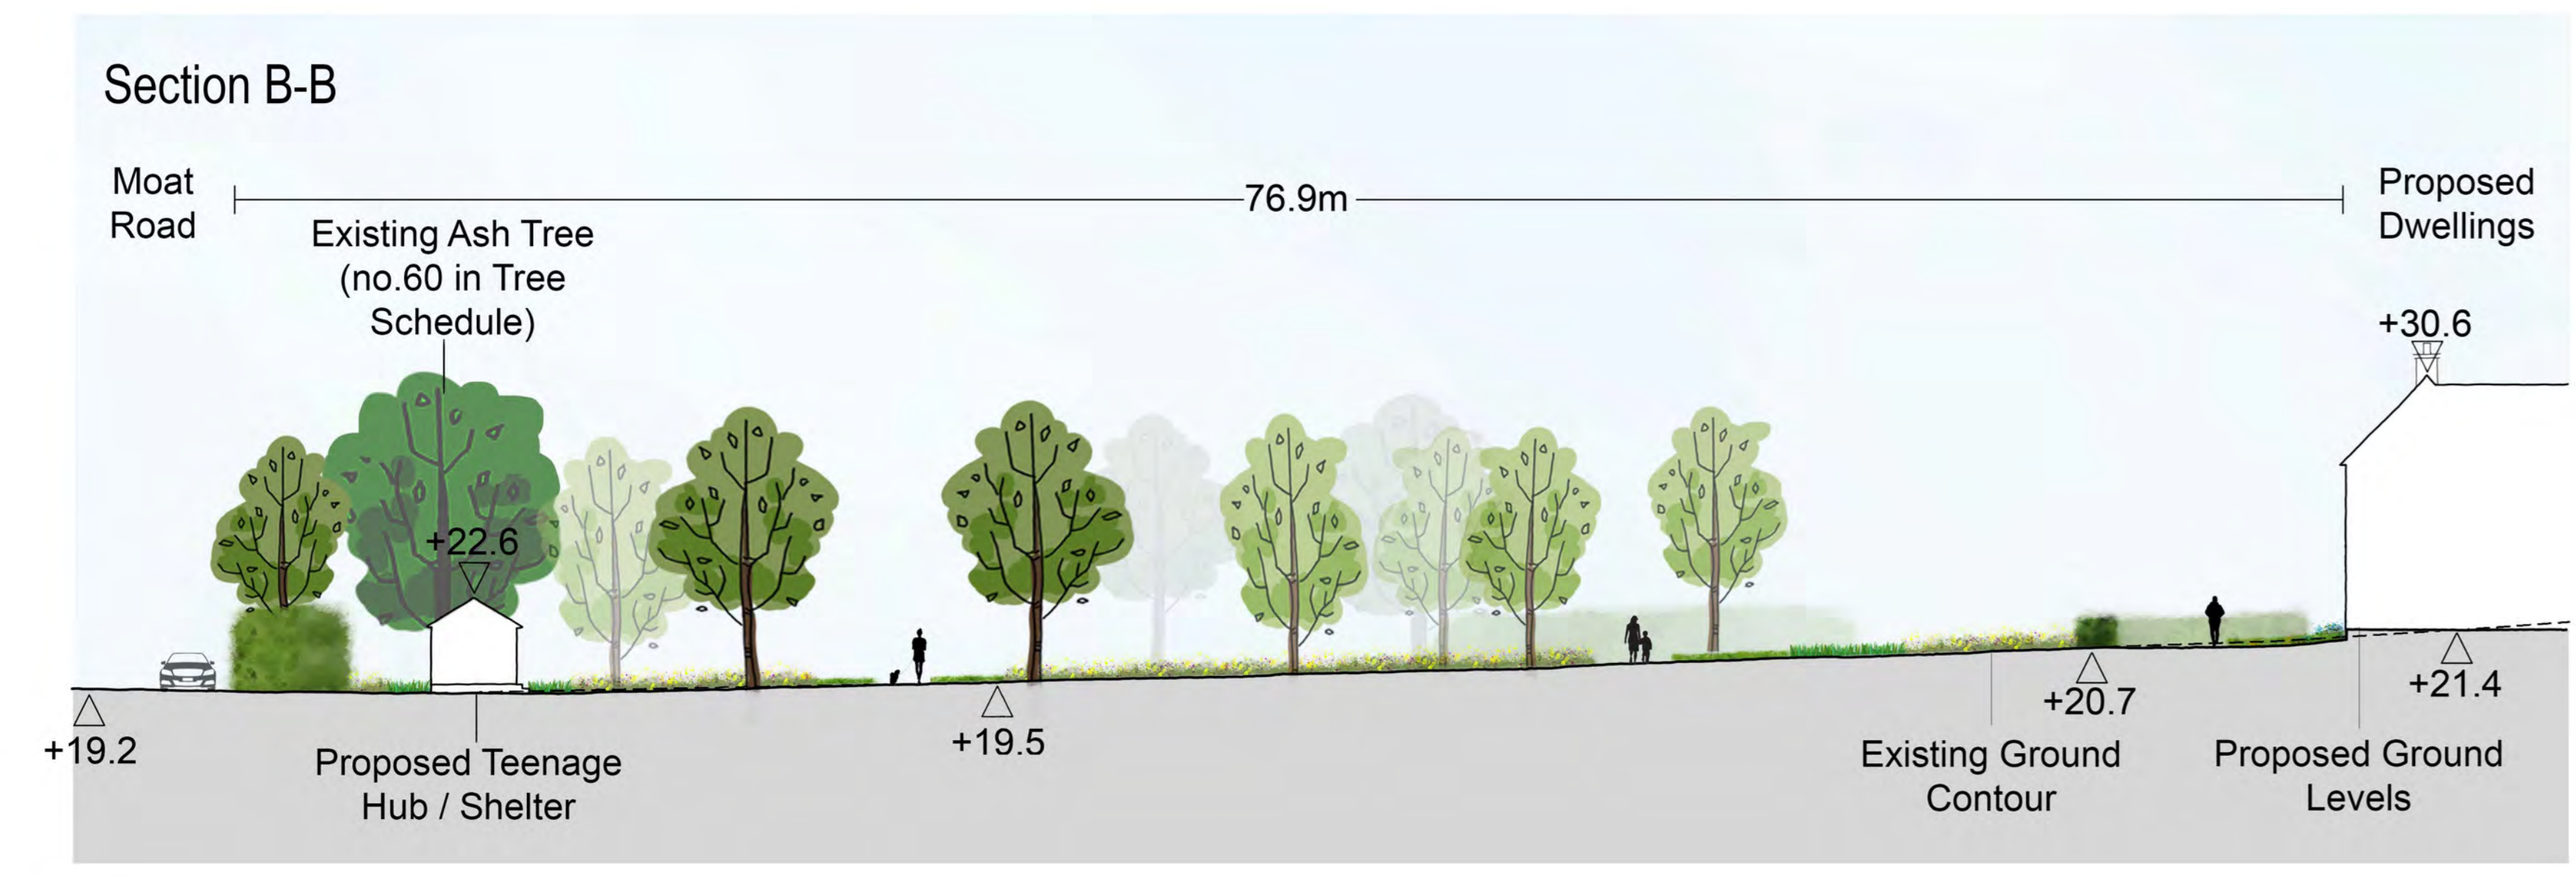 Section B-B
Moat
Road
76.9m
Proposed
Dwellings
Existing Ash Tree
(no.60 in Tree
Schedule)
+30.6
+22.6
+19.2
+19.5
+20.7
+21.4
Proposed Teenage
Hub / Shelter
Existing Ground
Contour
Proposed Ground
Levels